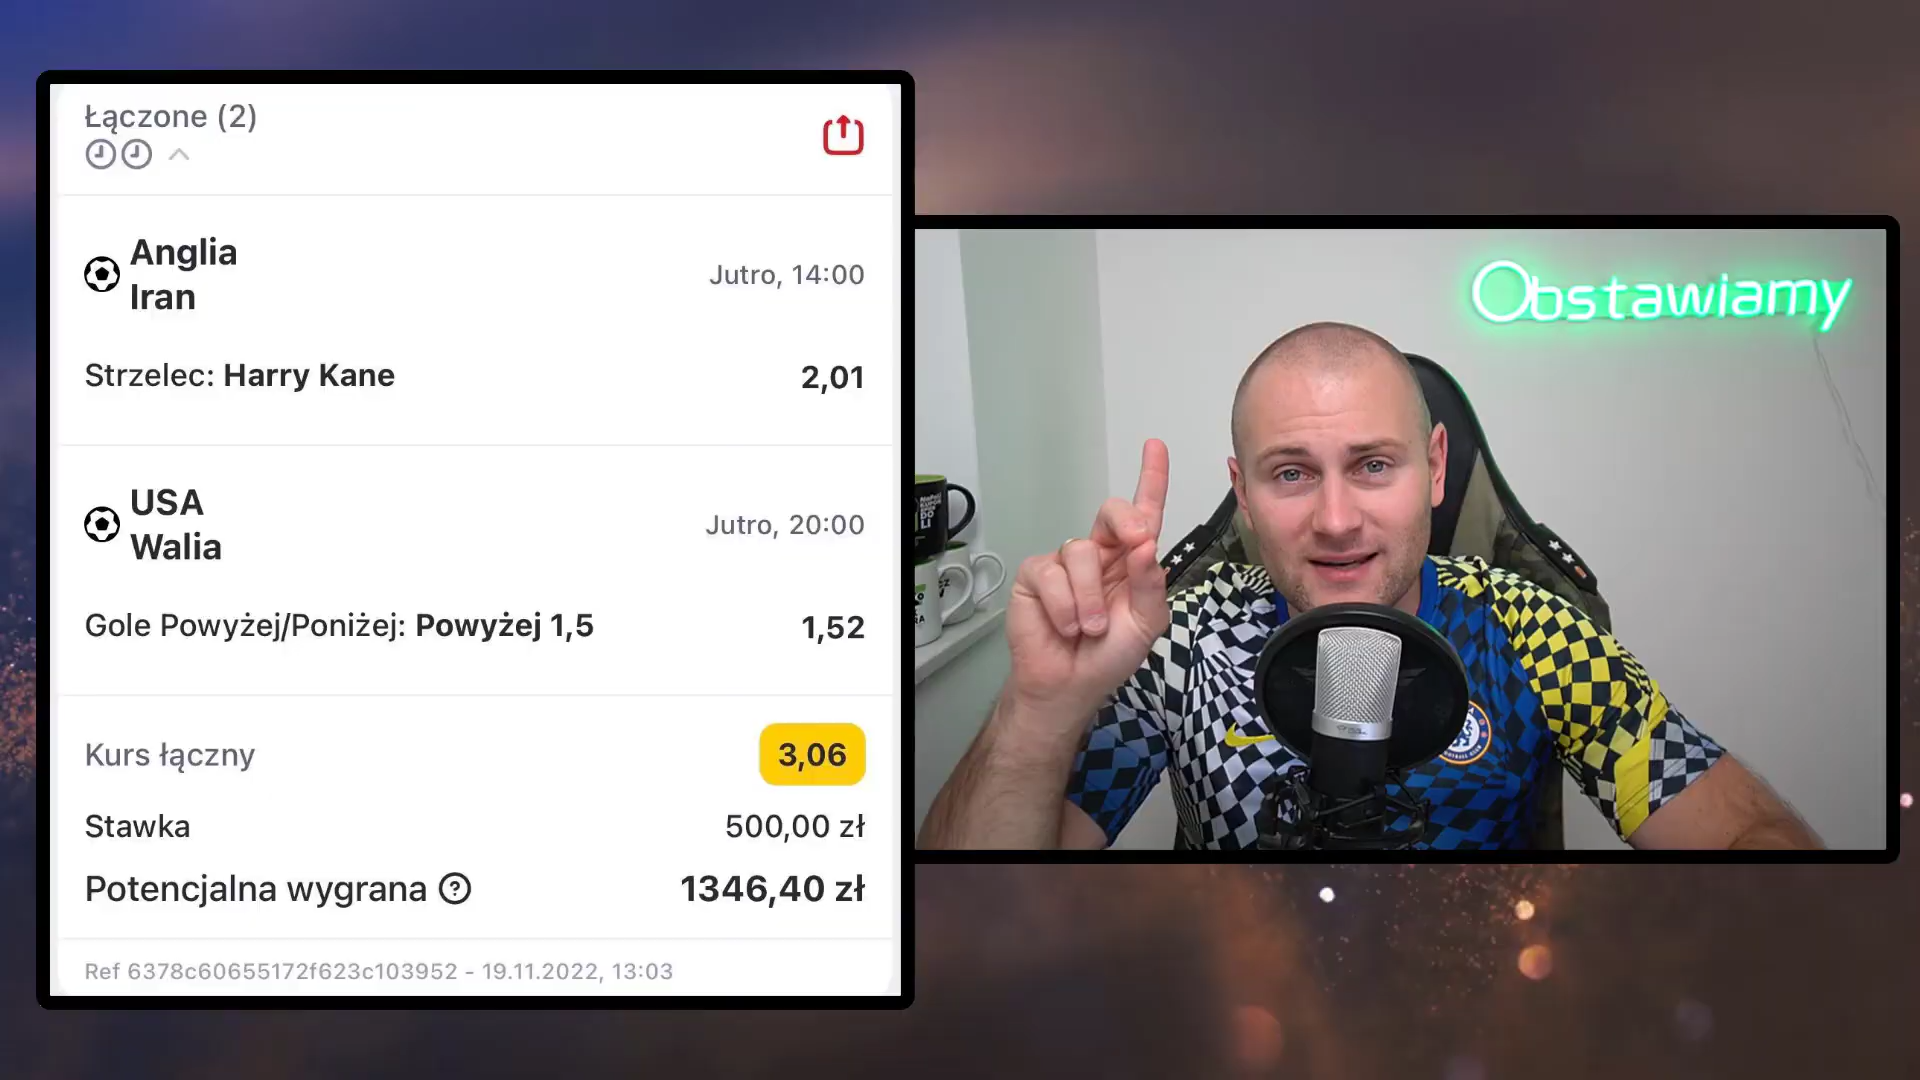 Łączone (2)
Anglia
Iran
Jutro, 14:00
Strzelec: Harry Kane
2,01
USA
Walia
Jutro, 20:00
Gole Powyżej/Poniżej: Powyżej 1,5
1,52
Kurs łączny
3,06
Stawka
500,00 zł
Potencjalna wygrana ?
1346,40 zł
Ref 6378c60655172f623c103952 - 19.11.2022, 13:03
Obstawiamy